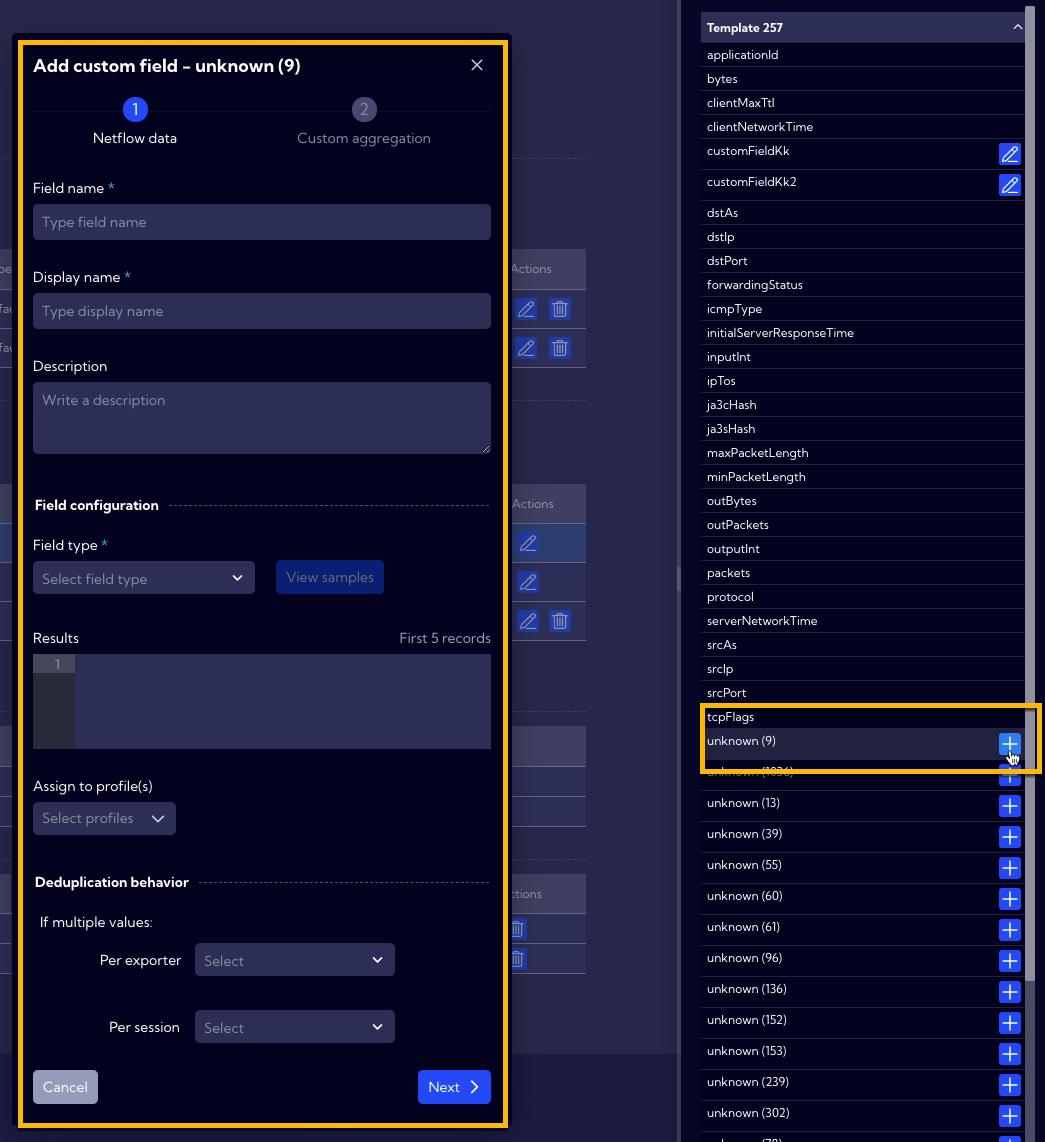 Add custom field - unknown (9)
1
2
Netflow data
Custom aggregation
Field name *
Type field name
Display name *
Type display name
Description
Write a description
Field configuration
Field type *
Select field type
View samples
Results
First 5 records
1
Assign to profile(s)
Select profiles
Deduplication behavior
If multiple values:
Per exporter
Select
Per session
Select
Cancel
Next
Actions
Actions
Template 257
applicationId
bytes
clientMaxTtl
clientNetworkTime
customFieldKk
customFieldKk2
dstAs
dstIp
dstPort
forwardingStatus
icmpType
initialServerResponseTime
inputInt
ipTos
ja3cHash
ja3sHash
maxPacketLength
minPacketLength
outBytes
outPackets
outputInt
packets
protocol
serverNetworkTime
srcAs
srcIp
srcPort
tcpFlags
unknown (9)
unknown (1036)
unknown (13)
unknown (39)
unknown (55)
unknown (60)
unknown (61)
unknown (96)
unknown (136)
unknown (152)
unknown (153)
unknown (239)
unknown (302)